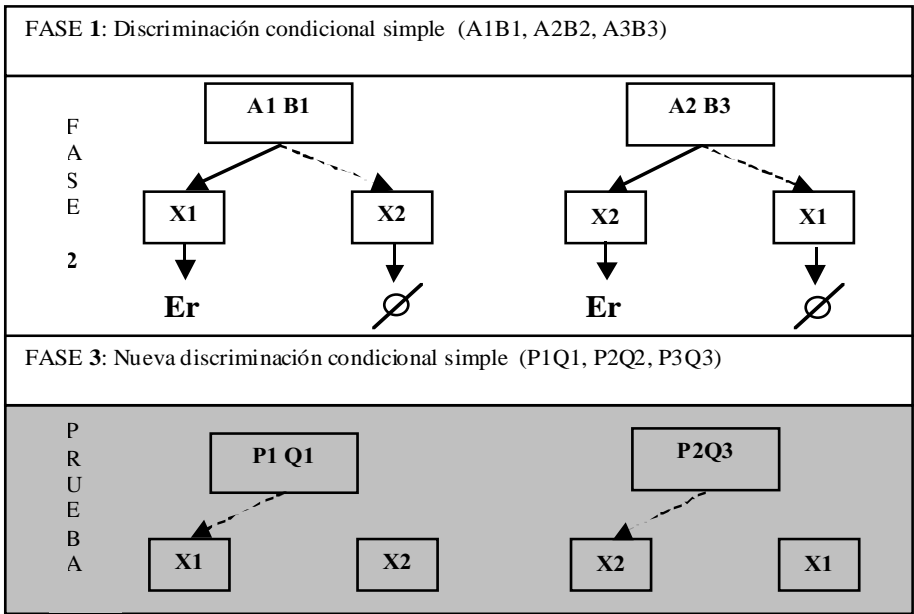 FASE 1: Discriminación condicional simple (A1B1, A2B2, A3B3)
F
A
S
E
2
A1 B1
A2 B3
X1
X2
X2
X1
Er
∅
Er
∅
FASE 3: Nueva discriminación condicional simple (P1Q1, P2Q2, P3Q3)
P
R
U
E
B
A
P1 Q1
P2Q3
X1
X2
X2
X1